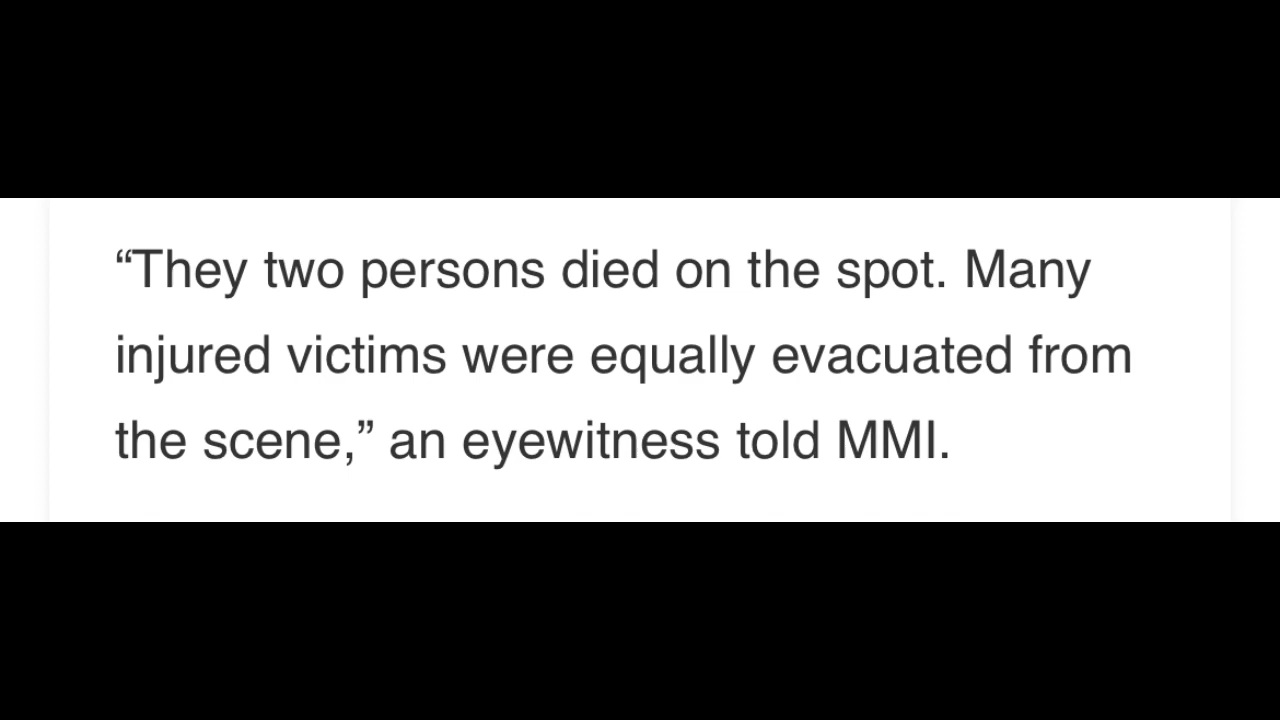 “They two persons died on the spot. Many
injured victims were equally evacuated from
the scene,” an eyewitness told MMI.